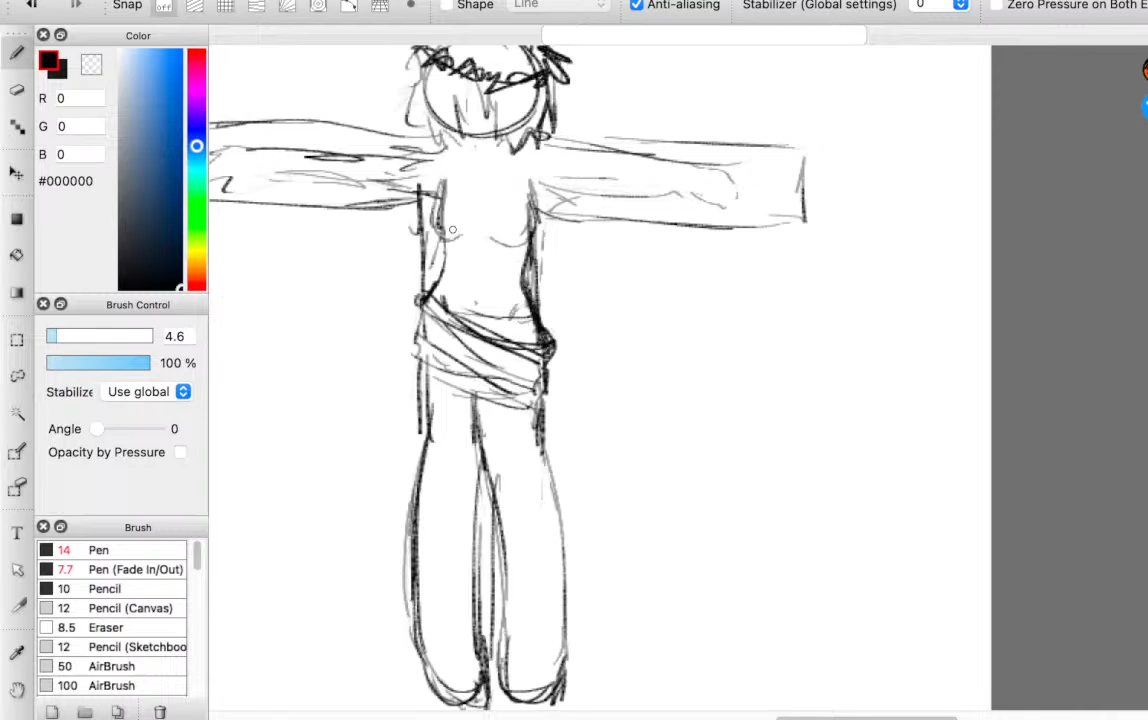 Snap off Shape Line Anti-aliasing Stabilizer (Global settings) 0 Zero Pressure on Both E
Color
R 0
G 0
B 0
#000000
Brush Control
4.6
100 %
Stabilize Use global
Angle 0
Opacity by Pressure
Brush
14 Pen
7.7 Pen (Fade In/Out)
10 Pencil
12 Pencil (Canvas)
8.5 Eraser
12 Pencil (Sketchboo
50 AirBrush
100 AirBrush
T